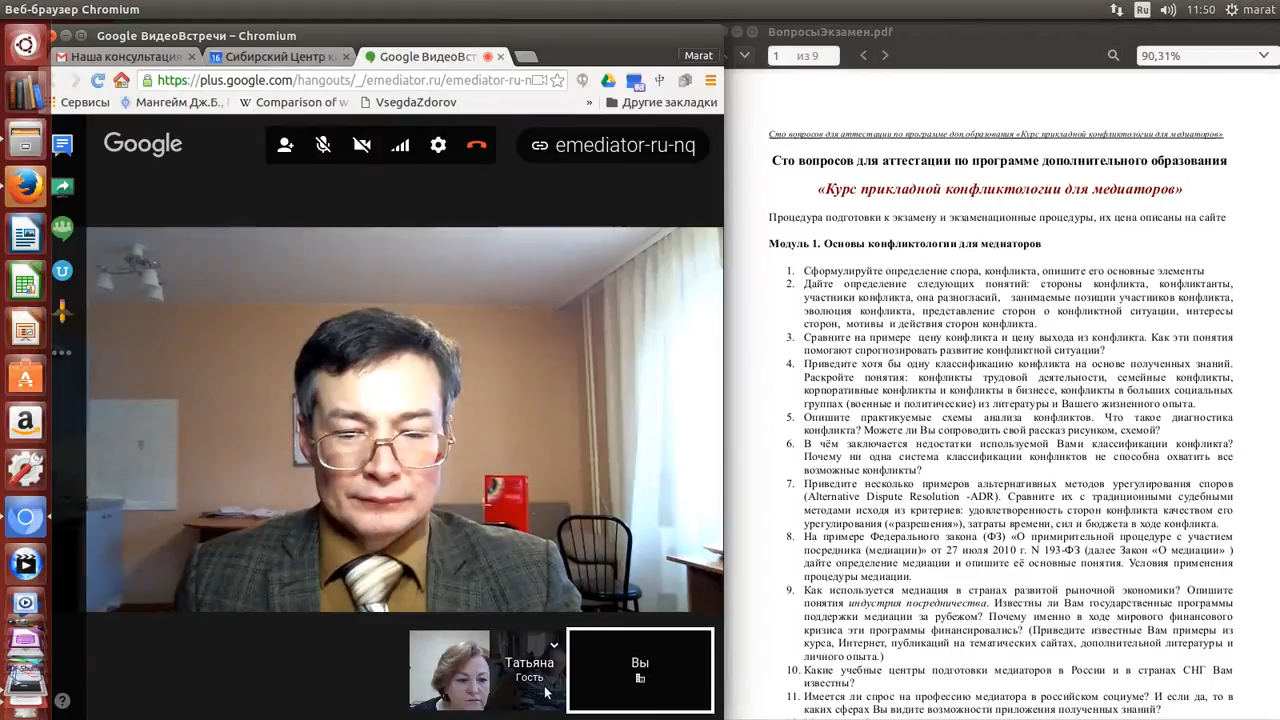 Веб-браузер Chromium
Ru
11:50
marat
Google ВидеоВстречи – Chromium
Наша консультация
Сибирский Центр к
Google ВидеоВст
Marat
https://plus.google.com/hangouts/_/emediator.ru/emediator-ru-n
Сервисы
Мангейм Дж.Б.,
Comparison of w
VsegdaZdorov
»
Другие закладки
Google
emediator-ru-nq
Татьяна
Гость
Вы
ВопросыЭкзамен.pdf
1
из 9
90,31%
Сто вопросов для аттестации по программе доп.образования «Курс прикладной конфликтологии для медиаторов»
Сто вопросов для аттестации по программе дополнительного образования
«Курс прикладной конфликтологии для медиаторов»
Процедура подготовки к экзамену и экзаменационные процедуры, их цена описаны на сайте
Модуль 1. Основы конфликтологии для медиаторов
1. Сформулируйте определение спора, конфликта, опишите его основные элементы
2. Дайте определение следующих понятий: стороны конфликта, конфликтанты,
участники конфликта, она разногласий, занимаемые позиции участников конфликта,
эволюция конфликта, представление сторон о конфликтной ситуации, интересы
сторон, мотивы и действия сторон конфликта.
3. Сравните на примере цену конфликта и цену выхода из конфликта. Как эти понятия
помогают спрогнозировать развитие конфликтной ситуации?
4. Приведите хотя бы одну классификацию конфликта на основе полученных знаний.
Раскройте понятия: конфликты трудовой деятельности, семейные конфликты,
корпоративные конфликты и конфликты в бизнесе, конфликты в больших социальных
группах (военные и политические) из литературы и Вашего жизненного опыта.
5. Опишите практикуемые схемы анализа конфликтов. Что такое диагностика
конфликта? Можете ли Вы сопроводить свой рассказ рисунком, схемой?
6. В чём заключается недостатки используемой Вами классификации конфликта?
Почему ни одна система классификации конфликтов не способна охватить все
возможные конфликты?
7. Приведите несколько примеров альтернативных методов урегулирования споров
(Alternative Dispute Resolution -ADR). Сравните их с традиционными судебными
методами исходя из критериев: удовлетворенность сторон конфликта качеством его
урегулирования («разрешения»), затраты времени, сил и бюджета в ходе конфликта.
8. На примере Федерального закона (ФЗ) «О примирительной процедуре с участием
посредника (медиации)» от 27 июля 2010 г. N 193-ФЗ (далее Закон «О медиации» )
дайте определение медиации и опишите её основные понятия. Условия применения
процедуры медиации.
9. Как используется медиация в странах развитой рыночной экономики? Опишите
понятия индустрия посредничества. Известны ли Вам государственные программы
поддержки медиации за рубежом? Почему именно в ходе мирового финансового
кризиса эти программы финансировались? (Приведите известные Вам примеры из
курса, Интернет, публикаций на тематических сайтах, дополнительной литературы и
личного опыта.)
10. Какие учебные центры подготовки медиаторов в России и в странах СНГ Вам
известны?
11. Имеется ли спрос на профессию медиатора в российском социуме? И если да, то в
каких сферах Вы видите возможности приложения полученных знаний?